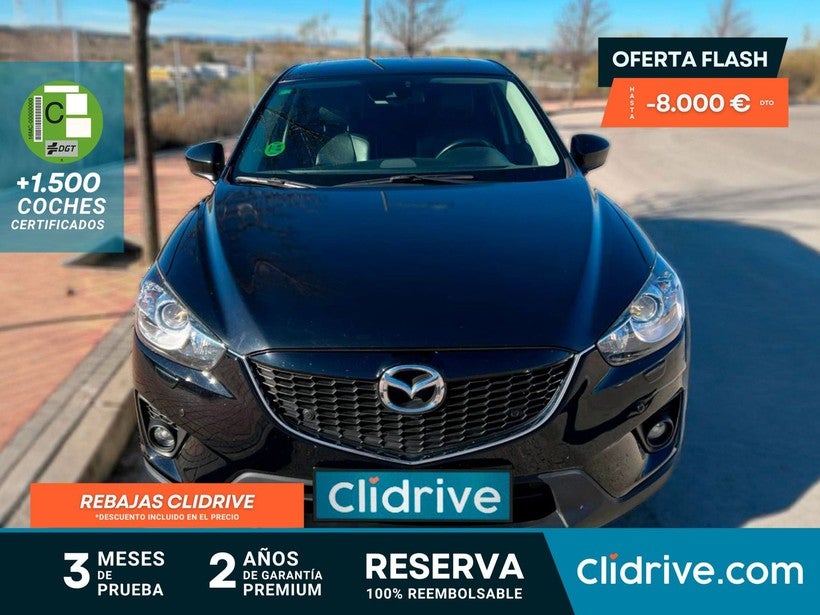 C
DGT
+1.500
COCHES
CERTIFICADOS
OFERTA FLASH
HASTA
-8.000 € DTO
Clidrive
REBAJAS CLIDRIVE
*DESCUENTO INCLUIDO EN EL PRECIO
3 MESES
DE
PRUEBA
2 AÑOS
DE GARANTÍA
PREMIUM
RESERVA
100% REEMBOLSABLE
Clidrive.com